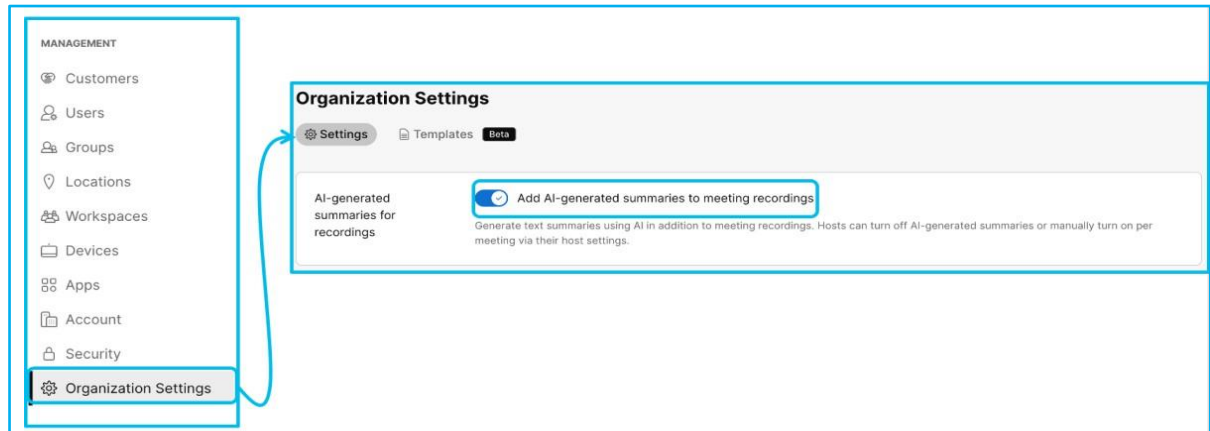 MANAGEMENT
Customers
Users
Groups
Locations
Workspaces
Devices
Apps
Account
Security
Organization Settings
Organization Settings
Settings
Templates Beta
AI-generated
summaries for
recordings
Add AI-generated summaries to meeting recordings
Generate text summaries using AI in addition to meeting recordings. Hosts can turn off AI-generated summaries or manually turn on per
meeting via their host settings.